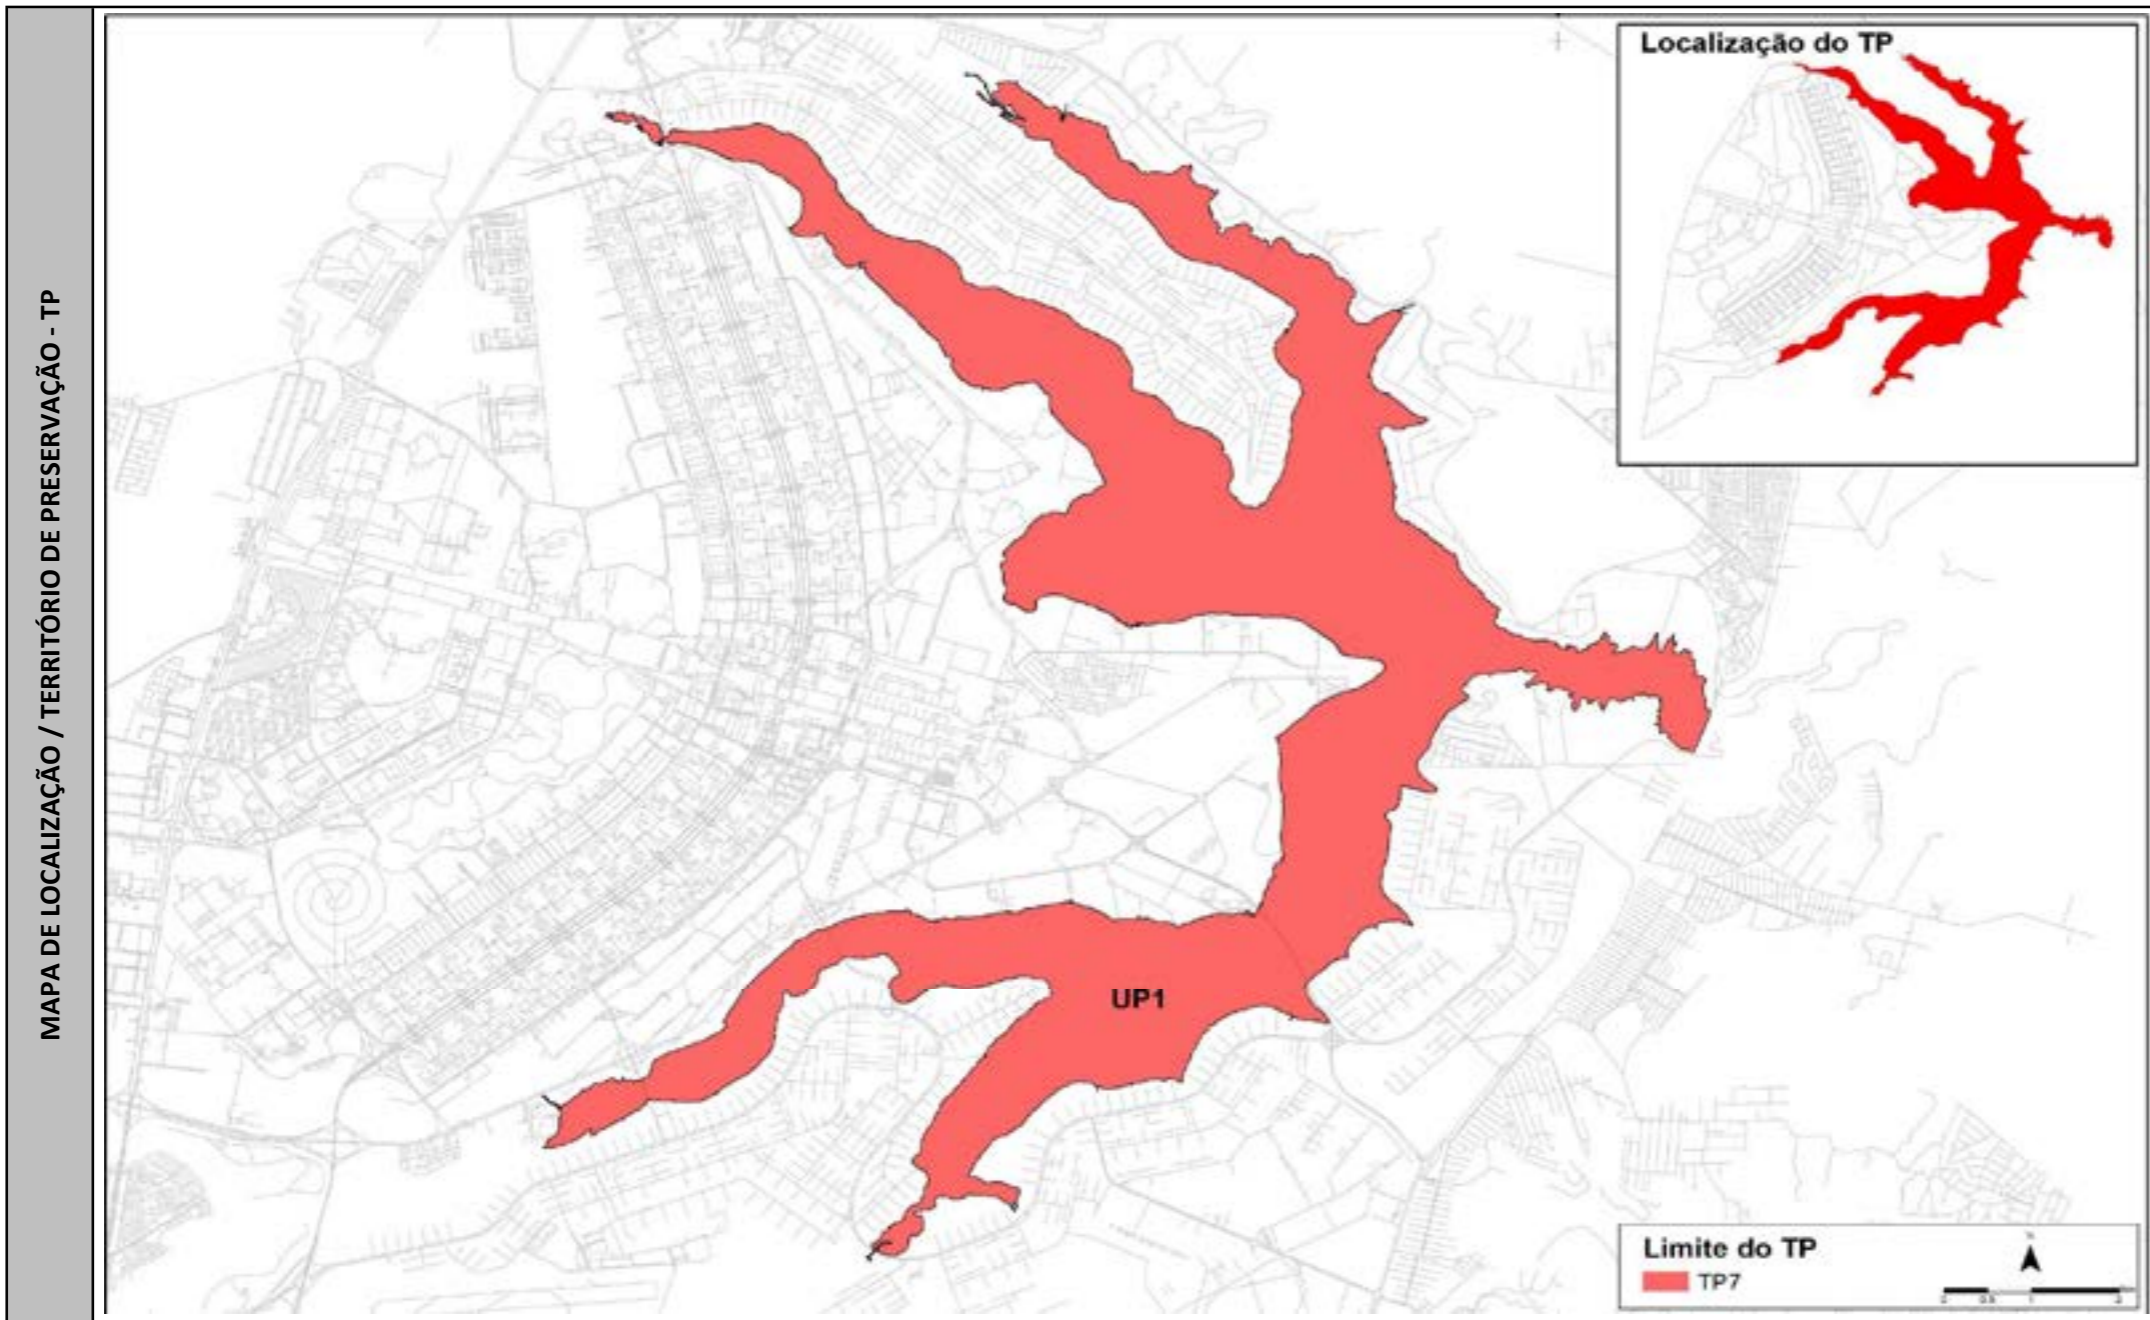 MAPA DE LOCALIZAÇÃO / TERRITÓRIO DE PRESERVAÇÃO - TP
Localização do TP
UP1
Limite do TP
TP7